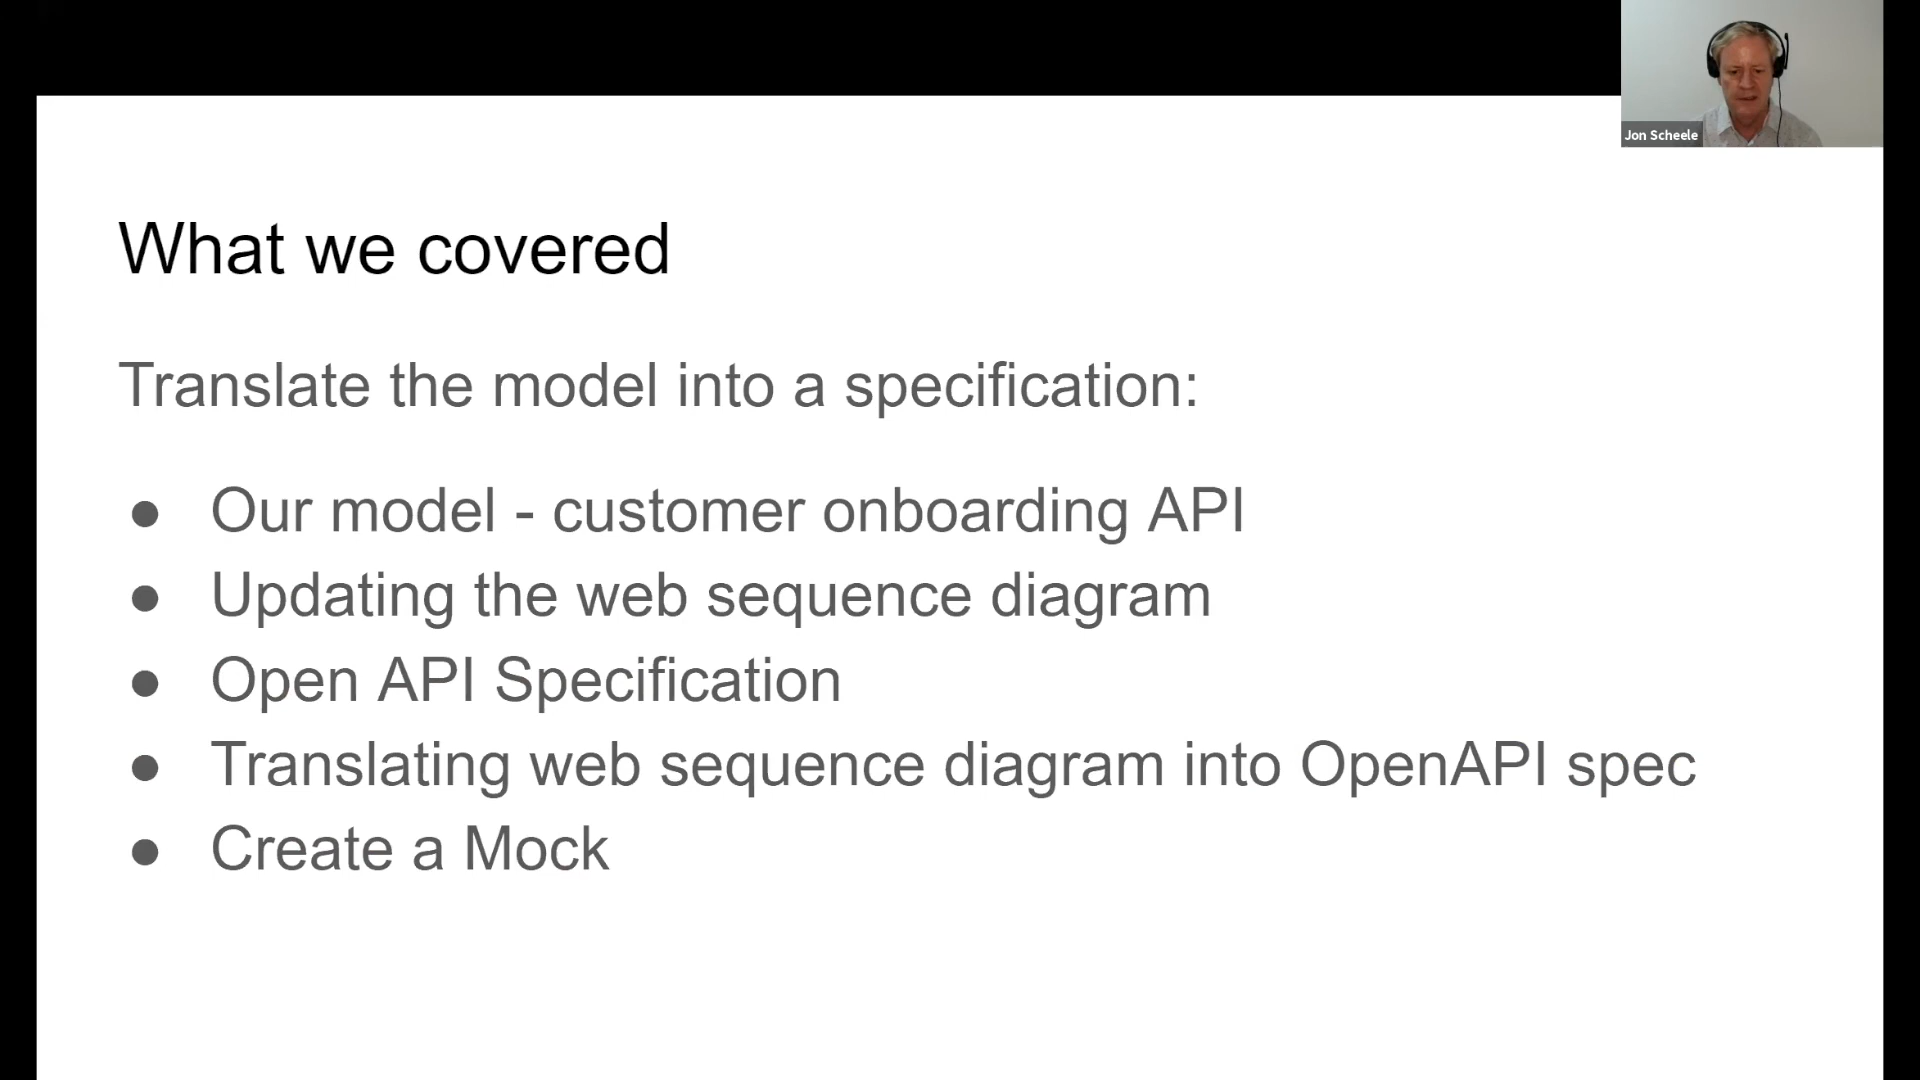 Jon Scheele
What we covered
Translate the model into a specification:
● Our model - customer onboarding API
● Updating the web sequence diagram
● Open API Specification
● Translating web sequence diagram into OpenAPI spec
● Create a Mock